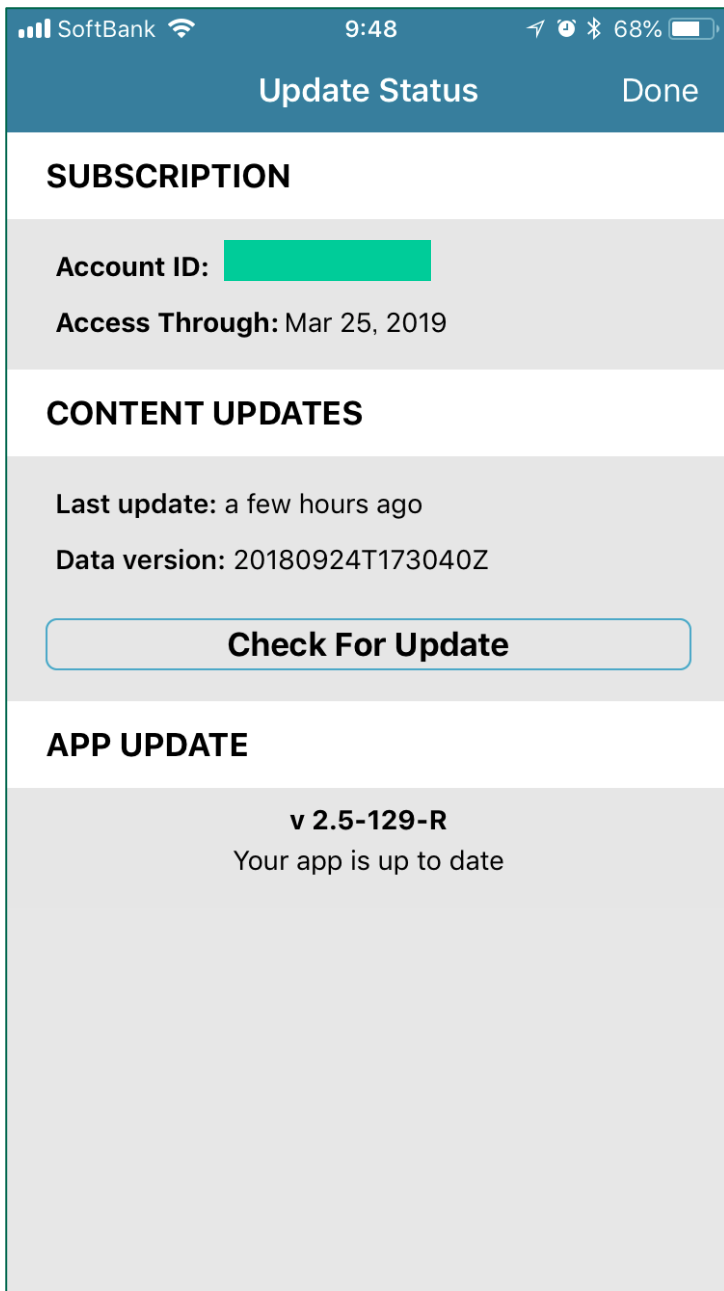 SoftBank 9:48 68%
Update Status Done
SUBSCRIPTION
Account ID:
Access Through: Mar 25, 2019
CONTENT UPDATES
Last update: a few hours ago
Data version: 20180924T173040Z
Check For Update
APP UPDATE
v 2.5-129-R
Your app is up to date